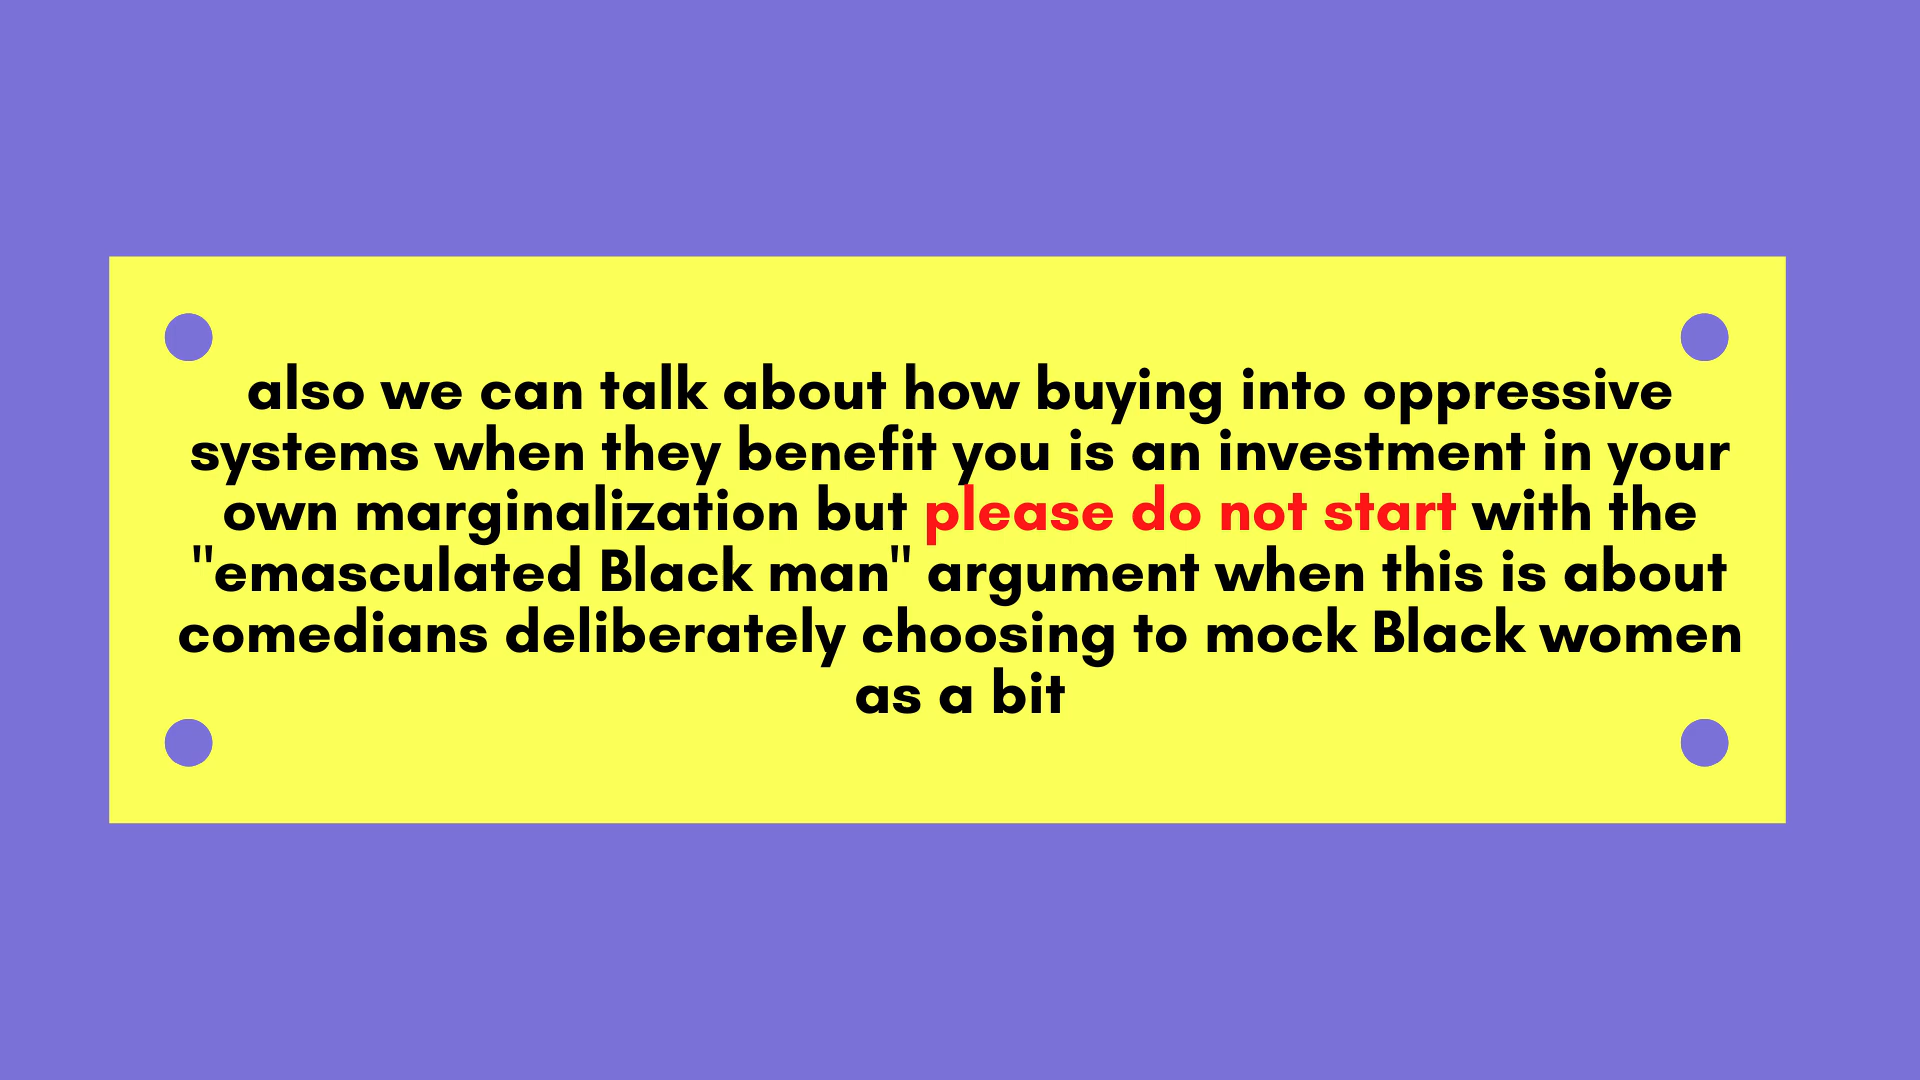 also we can talk about how buying into oppressive
systems when they benefit you is an investment in your
own marginalization but please do not start with the
"emasculated Black man" argument when this is about
comedians deliberately choosing to mock Black women
as a bit